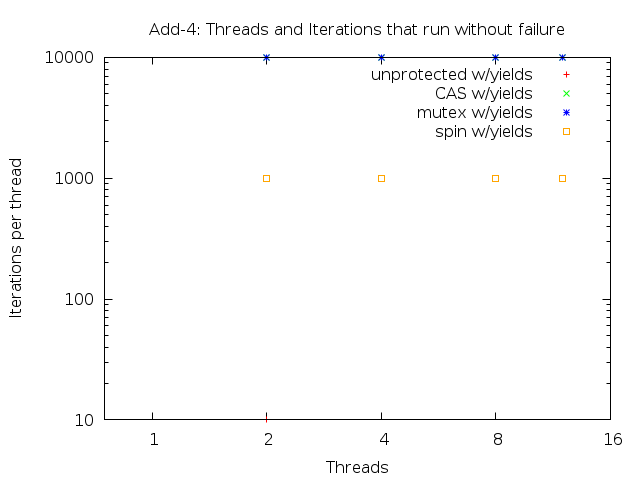 Add-4: Threads and Iterations that run without failure
10000
1000
100
10
Iterations per thread
unprotected w/yields
CAS w/yields
mutex w/yields
spin w/yields
1 2 4 8 16
Threads